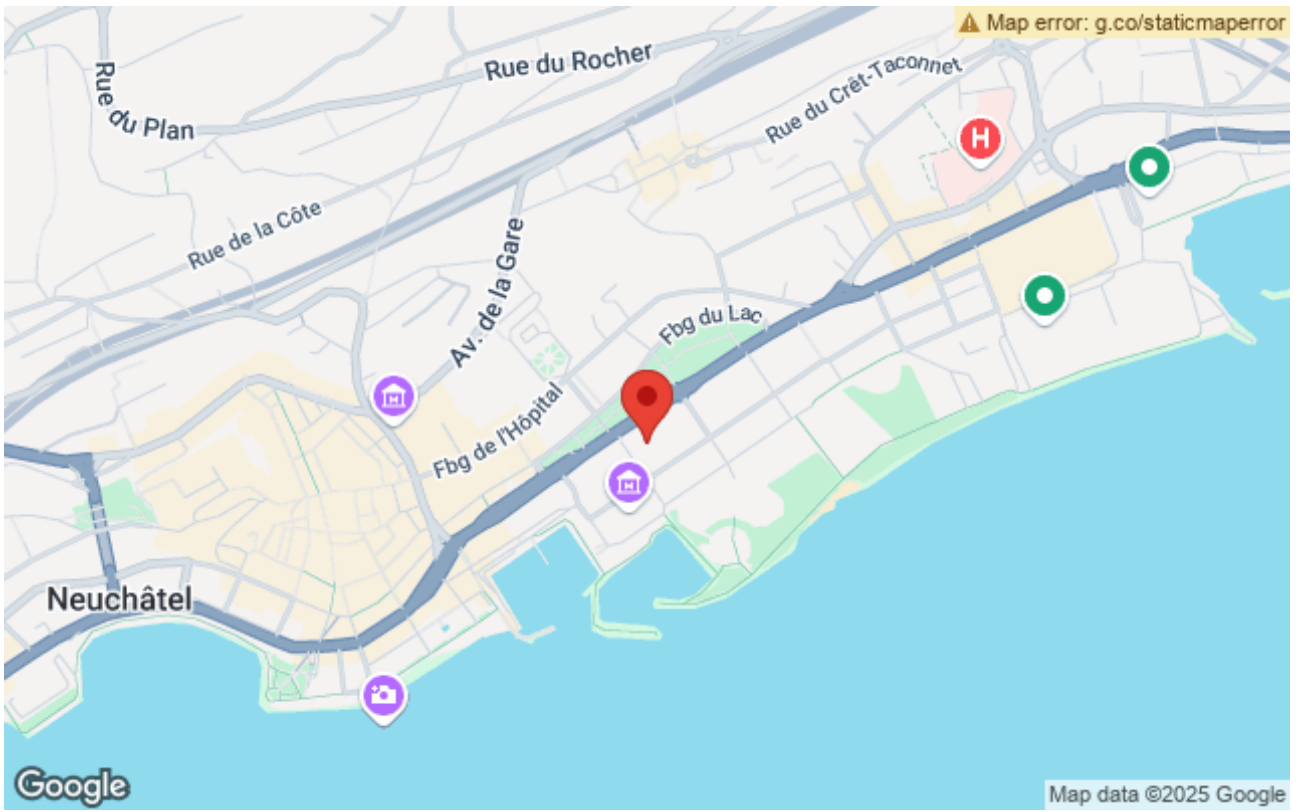 Map error: g.co/staticmaperror
Rue du Rocher
Rue du Crêt-Taconnet
Rue du Plan
H
Rue de la Côte
Av. de la Gare
Fbg du Lac
M
Fbg de l'Hôpital
M
Neuchâtel
Google
Map data ©2025 Google